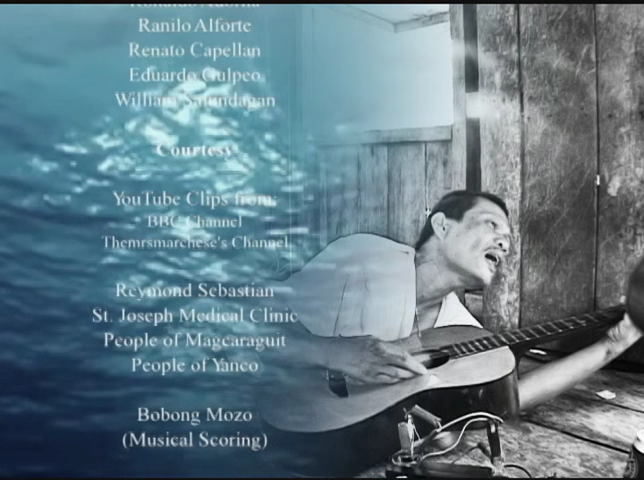 Ranilo Alforte
Renato Capellan
Eduardo Gulpeo
William
Courtesy
YouTube Clips from:
BBC Channel
Themrsmarchese's Channel
Reymond Sebastian
St. Joseph Medical Clinic
People of Magcaraguit
People of Yanco
Bobong Mozo
(Musical Scoring)